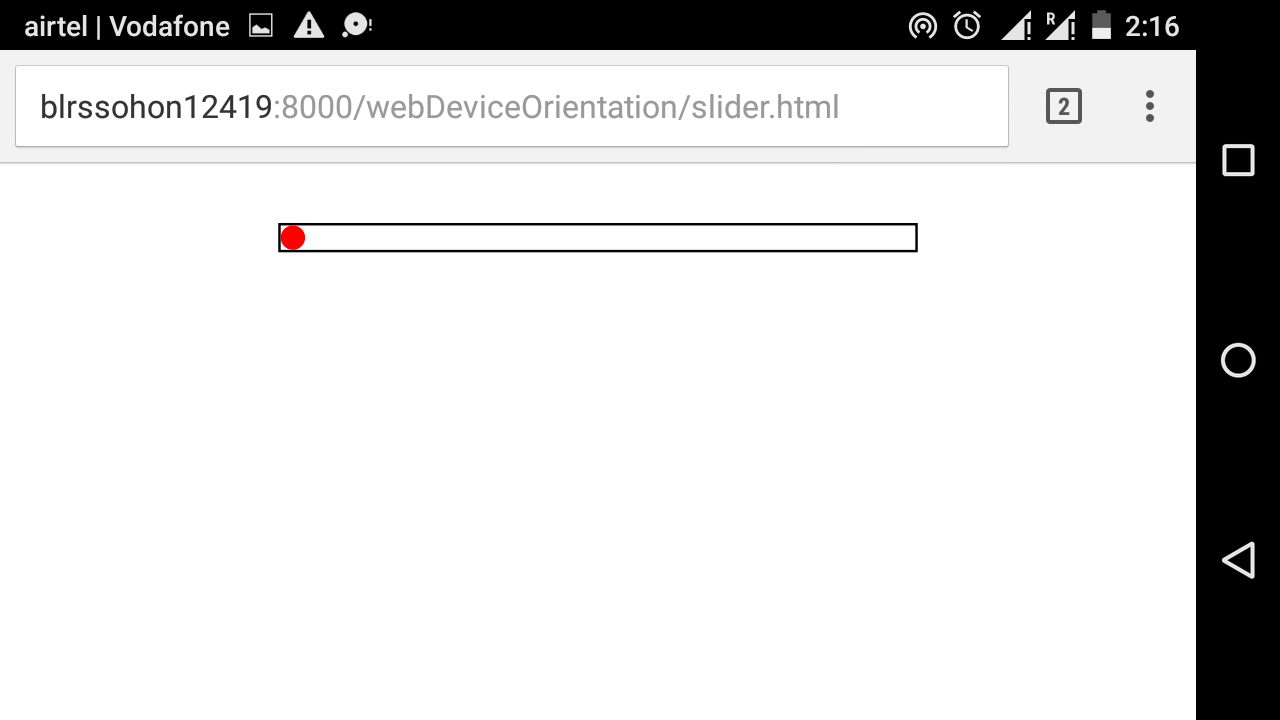 airtel | Vodafone R 2:16
blrssohon12419:8000/webDeviceOrientation/slider.html 2